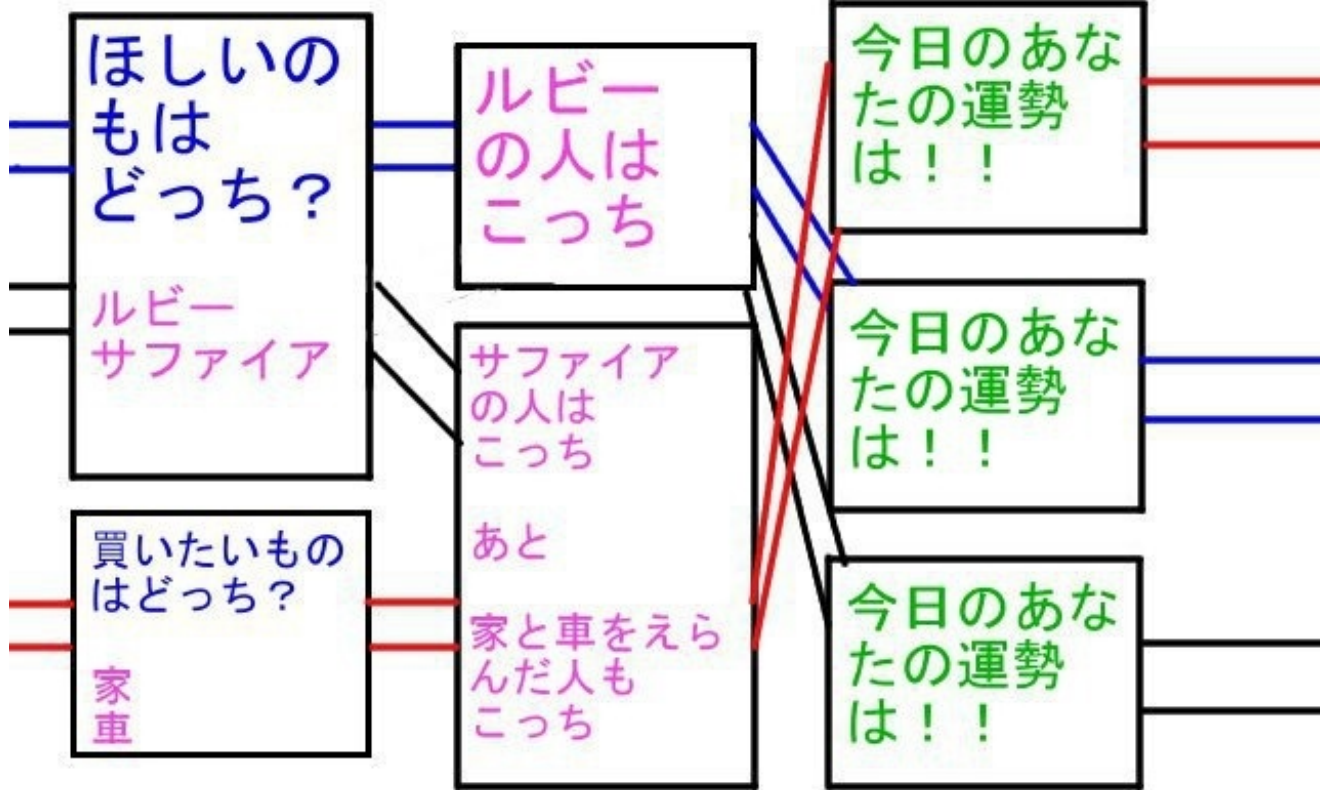 ほしいの
もは
どっち？
ルビー
サファイア
買いたいもの
はどっち？
家
車
ルビー
の人は
こっち
サファイア
の人は
こっち
あと
家と車をえら
んだ人も
こっち
今日のあな
たの運勢
は！！
今日のあな
たの運勢
は！！
今日のあな
たの運勢
は！！